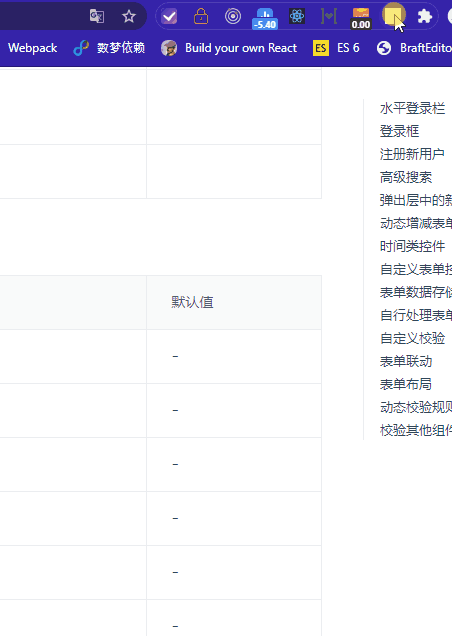 -5.40
0.00
Webpack
数梦依赖
Build your own React
ES
ES 6
BraftEdito
水平登录栏
登录框
注册新用户
高级搜索
弹出层中的新
动态增减表单
时间类控件
自定义表单控
表单数据存储
自行处理表单
自定义校验
表单联动
表单布局
动态校验规则
校验其他组件
默认值
-
-
-
-
-
-